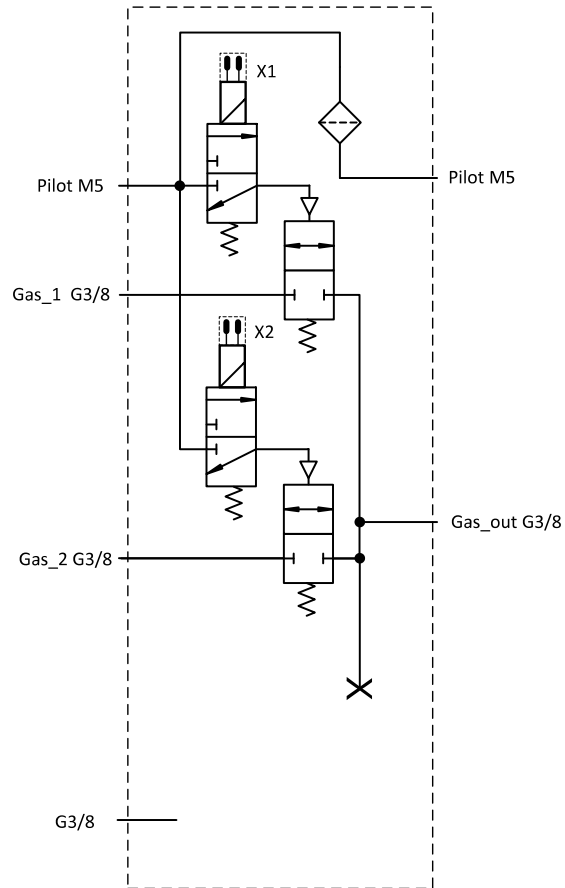 X1
Pilot M5
Pilot M5
Gas_1 G3/8
X2
Gas_out G3/8
Gas_2 G3/8
G3/8